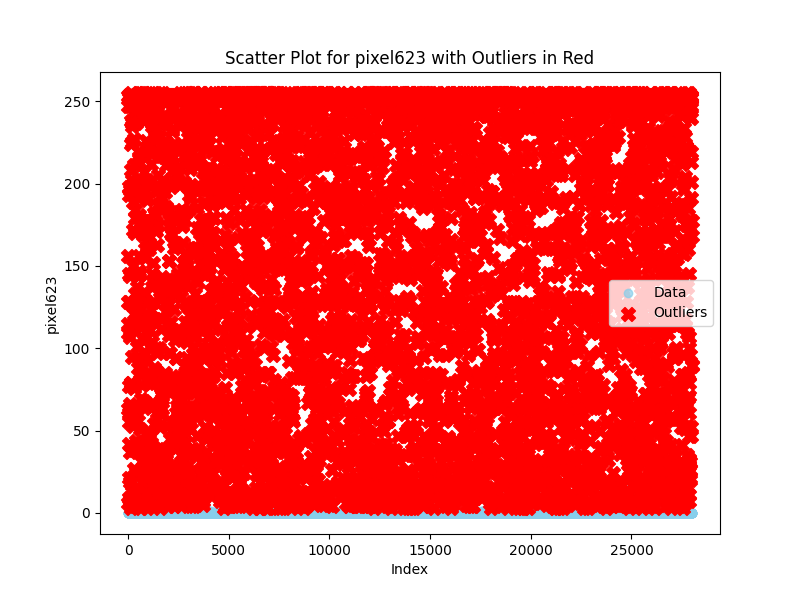 Scatter Plot for pixel623 with Outliers in Red
250
200
150
100
50
0
pixel623
Data
Outliers
0 5000 10000 15000 20000 25000
Index